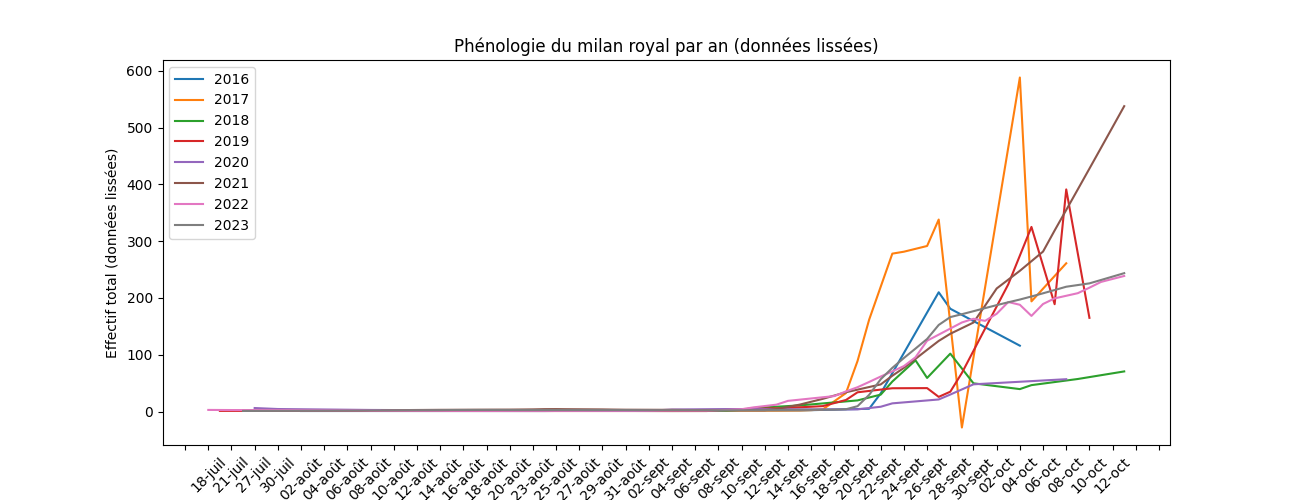 Phénologie du milan royal par an (données lissées)
Effectif total (données lissées)
600
500
400
300
200
100
0
2016
2017
2018
2019
2020
2021
2022
2023
18-juil
21-juil
27-juil
30-juil
02-août
04-août
06-août
08-août
10-août
12-août
14-août
16-août
18-août
20-août
23-août
25-août
27-août
29-août
31-août
02-sept
04-sept
06-sept
08-sept
10-sept
12-sept
14-sept
16-sept
18-sept
20-sept
22-sept
24-sept
26-sept
28-sept
30-sept
02-oct
04-oct
06-oct
08-oct
10-oct
12-oct